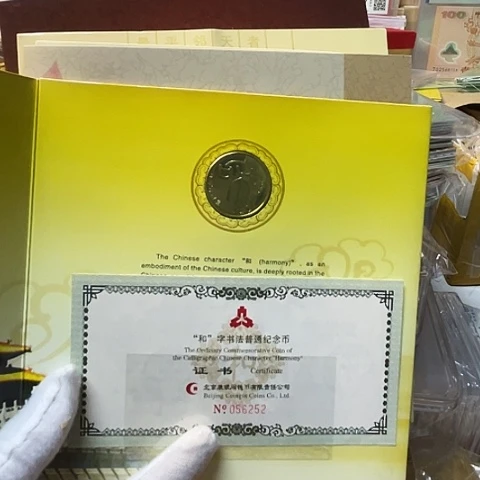 100
The Chinese character "和 (harmony)", as an
embodiment of the Chinese culture, is deeply rooted in the
"和"字书法普通纪念币
The Ordinary Commemorative Coin of
the Calligraphic Chinese Character "Harmony"
证书 Certificate
北京康银阁钱币有限责任公司
Beijing Coingot Coins Co., Ltd.
№ 056252